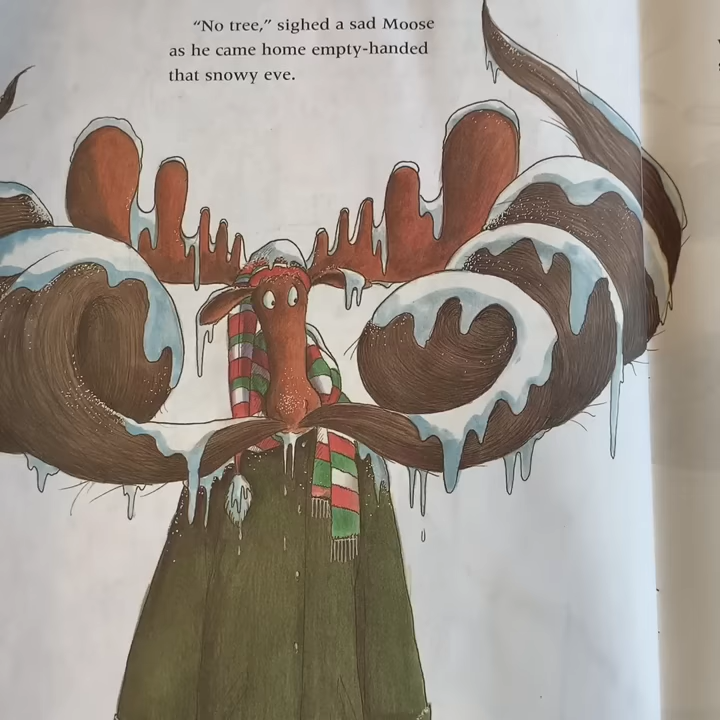 “No tree,” sighed a sad Moose
as he came home empty-handed
that snowy eve.